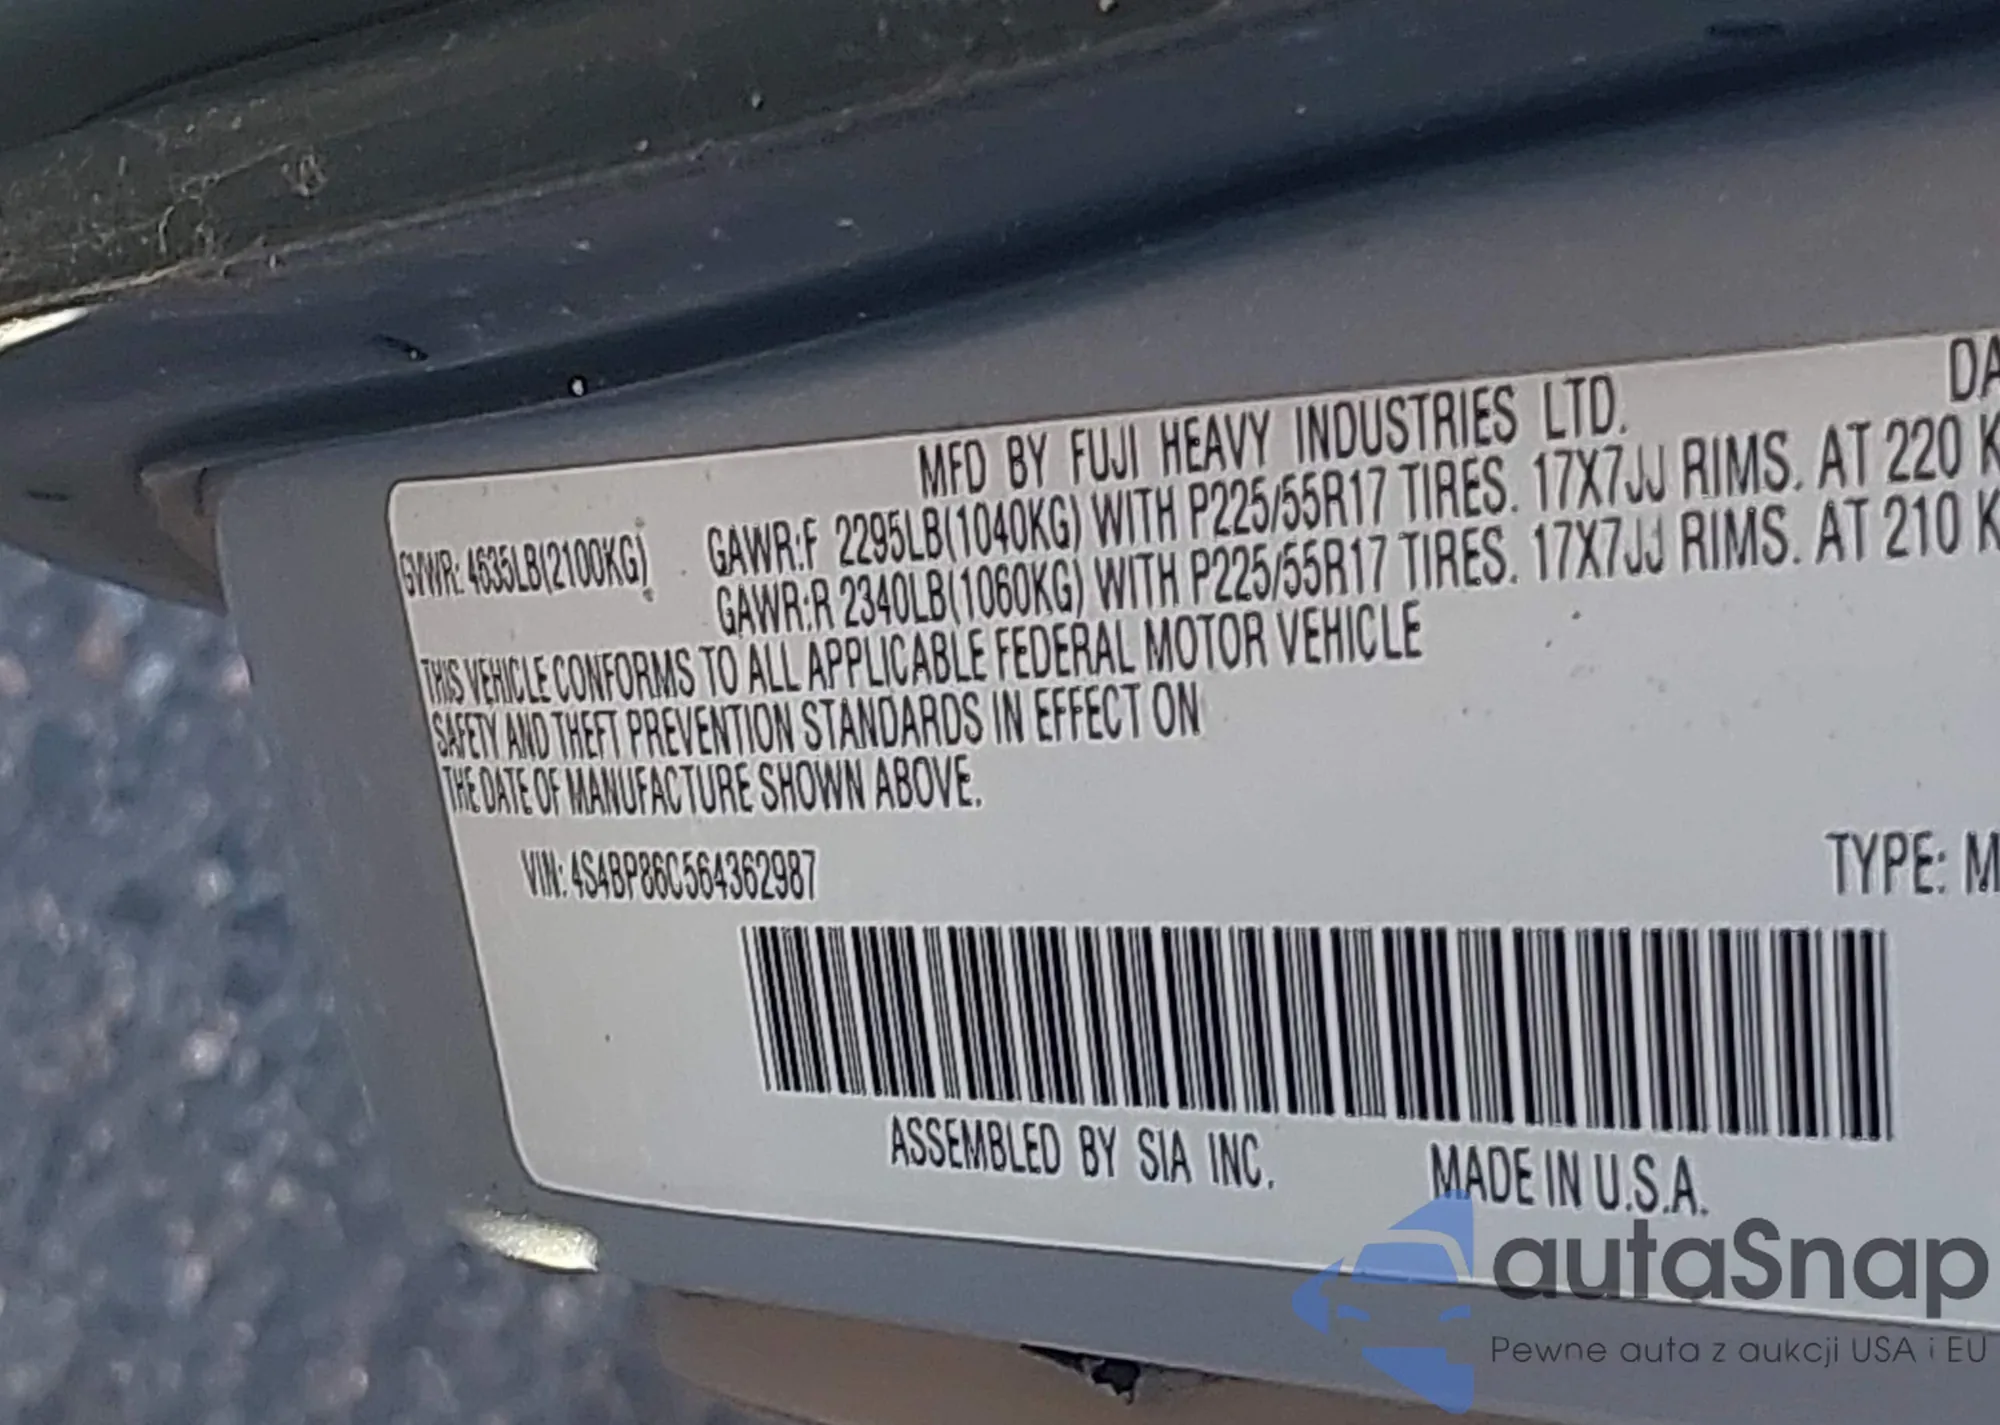 MFD BY FUJI HEAVY INDUSTRIES LTD. DA
GVWR: 4635LB(2100KG) GAWR:F 2295LB(1040KG) WITH P225/55R17 TIRES. 17X7JJ RIMS. AT 220 K
GAWR:R 2340LB(1060KG) WITH P225/55R17 TIRES. 17X7JJ RIMS. AT 210 K
THIS VEHICLE CONFORMS TO ALL APPLICABLE FEDERAL MOTOR VEHICLE
SAFETY AND THEFT PREVENTION STANDARDS IN EFFECT ON
THE DATE OF MANUFACTURE SHOWN ABOVE.
VIN: 4S4BP86C564362987 TYPE: M
ASSEMBLED BY SIA INC. MADE IN U.S.A.
autaSnap
Pewne auta z aukcji USA i EU